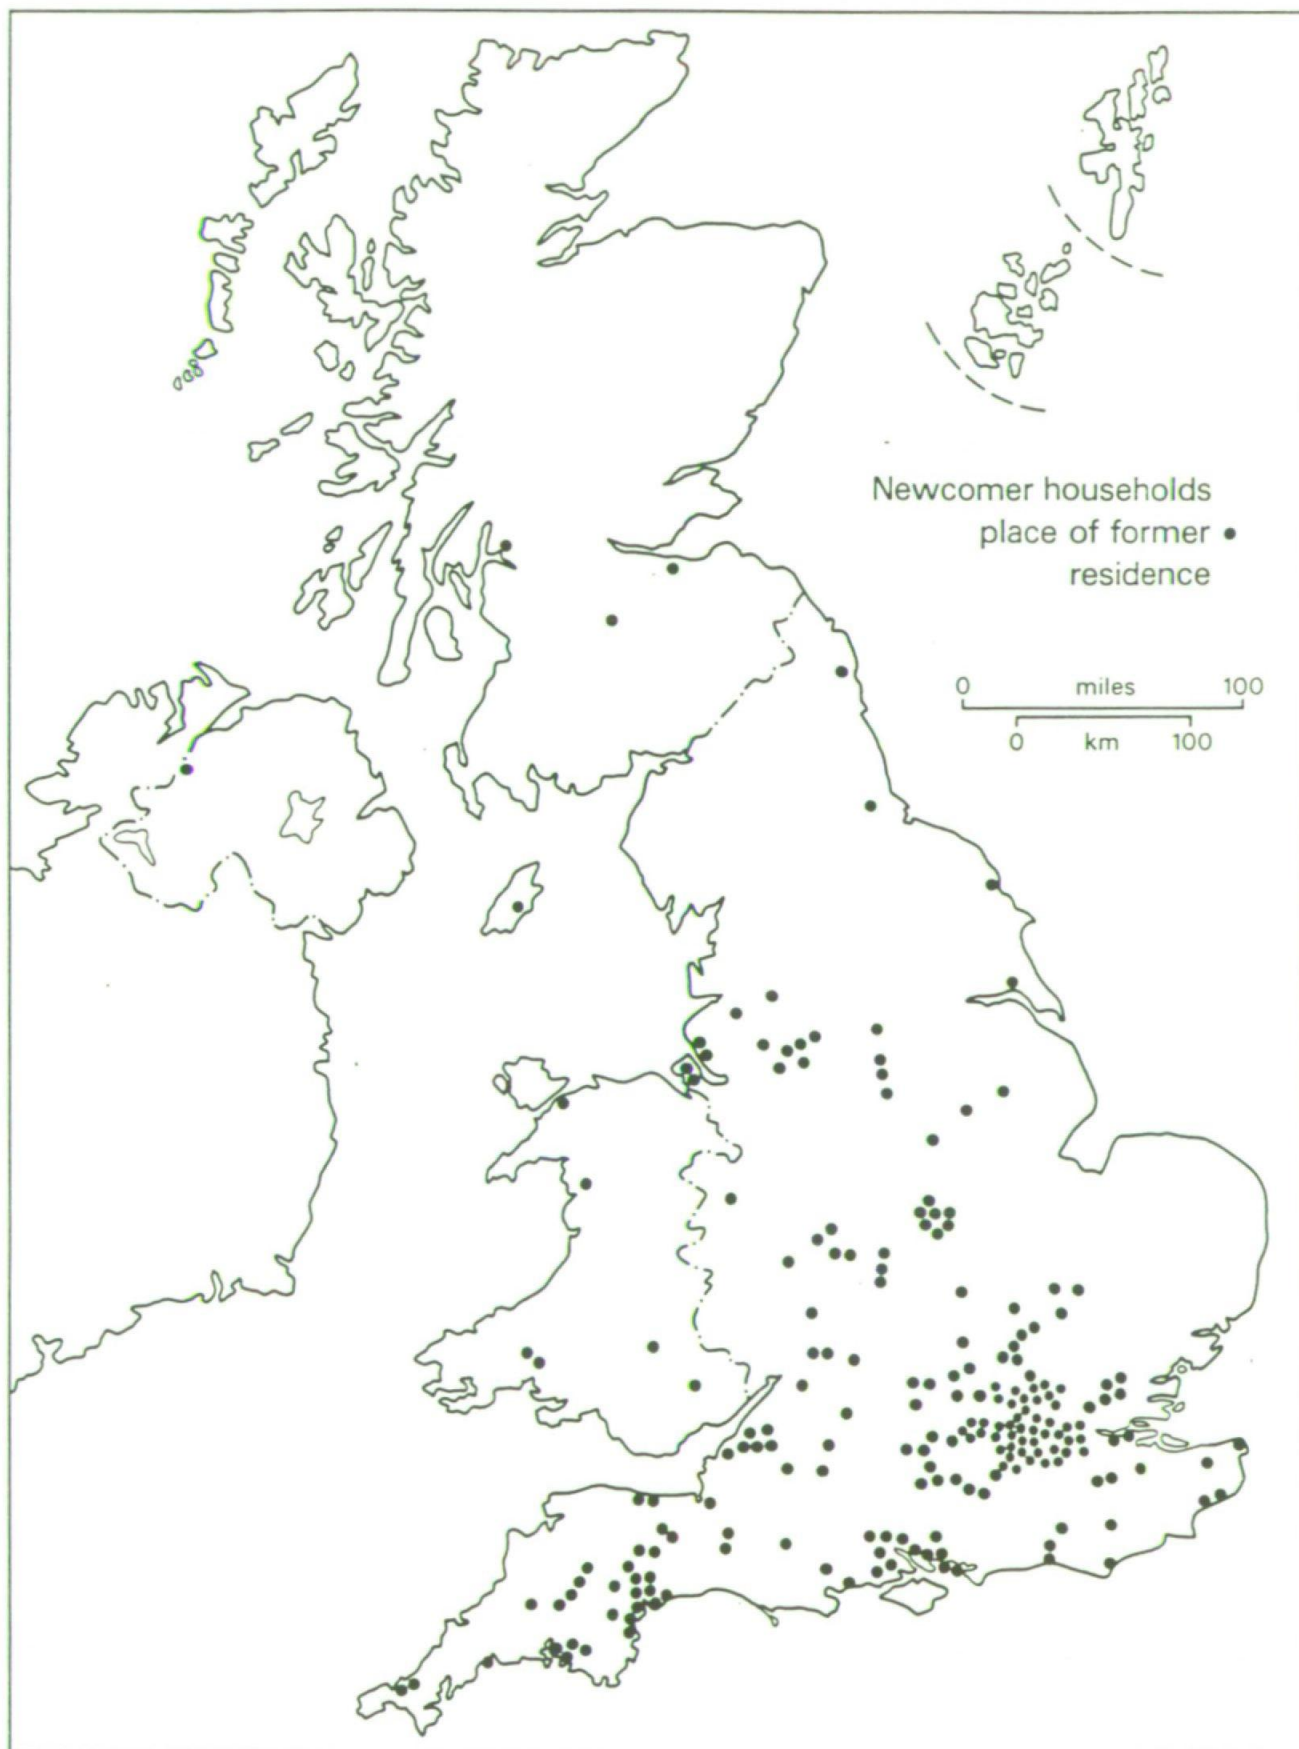 Newcomer households
place of former
residence
0 miles 100
0 km 100